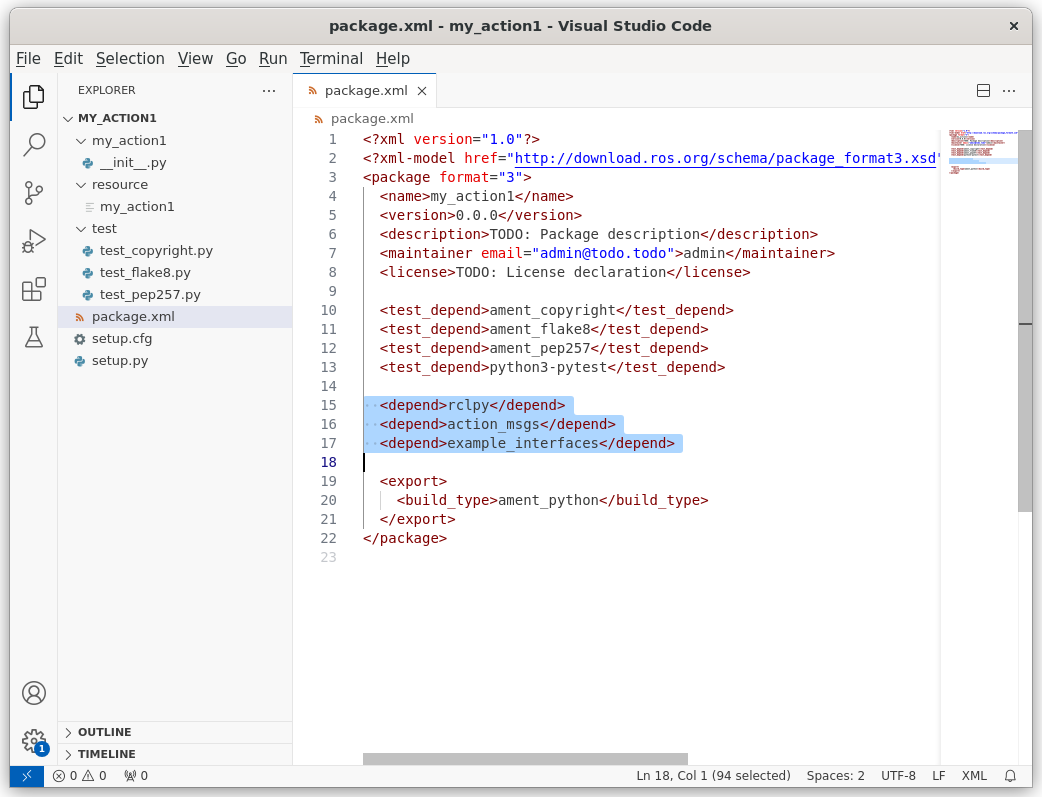 package.xml - my_action1 - Visual Studio Code
File Edit Selection View Go Run Terminal Help
EXPLORER
MY_ACTION1
my_action1
__init__.py
resource
my_action1
test
test_copyright.py
test_flake8.py
test_pep257.py
package.xml
setup.cfg
setup.py
OUTLINE
TIMELINE
1
package.xml
package.xml
1 <?xml version="1.0"?>
2 <?xml-model href="http://download.ros.org/schema/package_format3.xsd"
3 <package format="3">
4 <name>my_action1</name>
5 <version>0.0.0</version>
6 <description>TODO: Package description</description>
7 <maintainer email="admin@todo.todo">admin</maintainer>
8 <license>TODO: License declaration</license>
9
10 <test_depend>ament_copyright</test_depend>
11 <test_depend>ament_flake8</test_depend>
12 <test_depend>ament_pep257</test_depend>
13 <test_depend>python3-pytest</test_depend>
14
15 <depend>rclpy</depend>
16 <depend>action_msgs</depend>
17 <depend>example_interfaces</depend>
18
19 <export>
20 <build_type>ament_python</build_type>
21 </export>
22 </package>
23
0 0 0 Ln 18, Col 1 (94 selected) Spaces: 2 UTF-8 LF XML